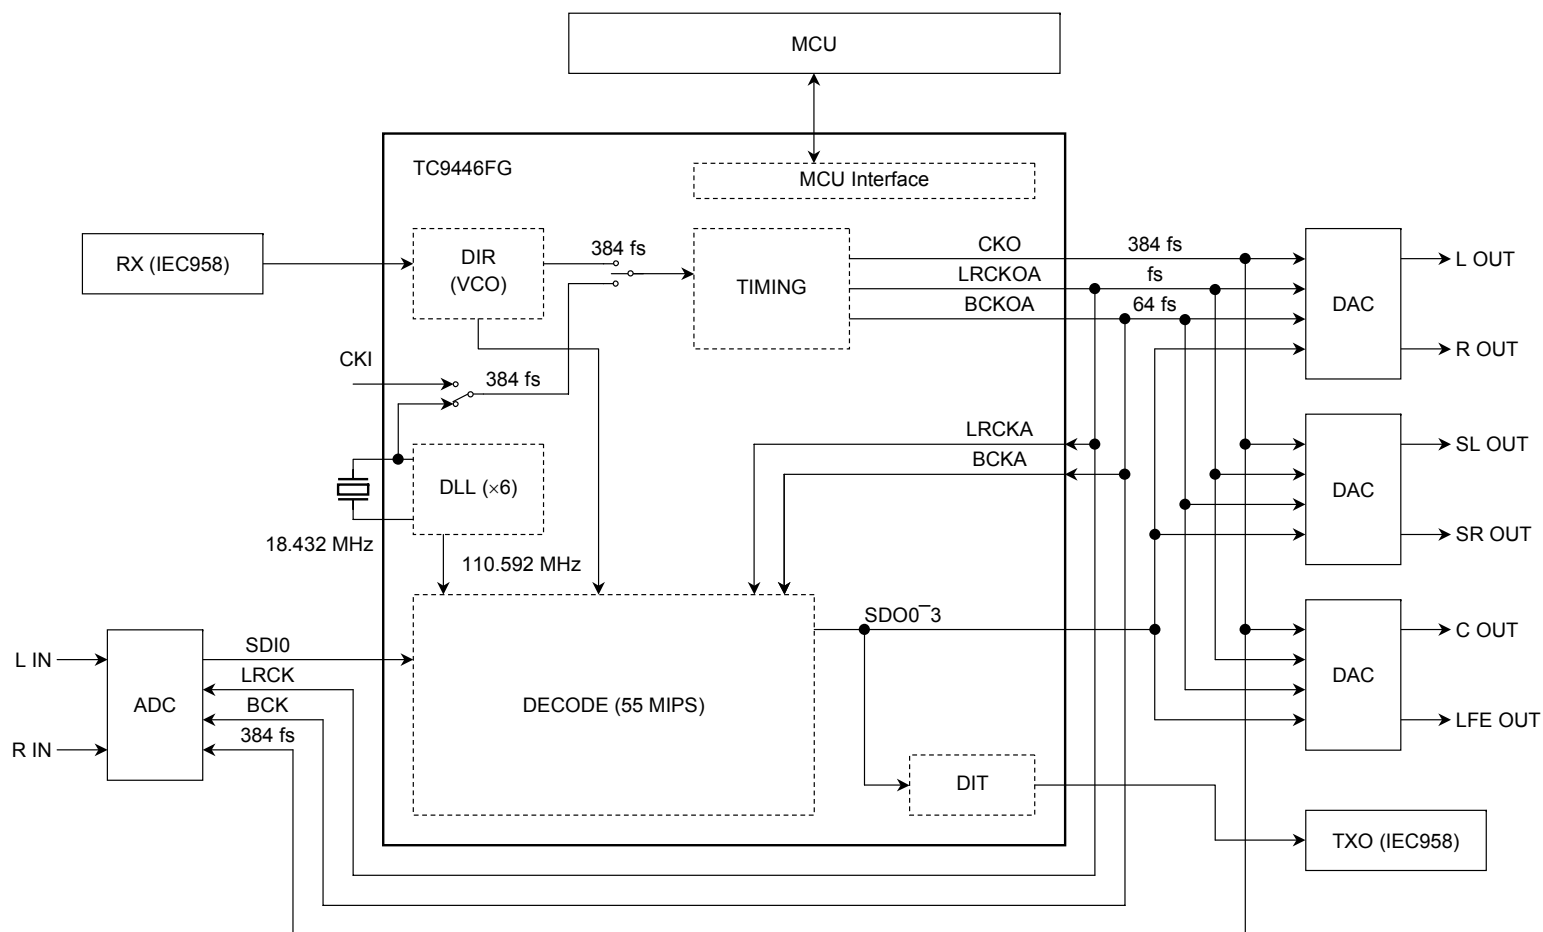 MCU
TC9446FG
MCU Interface
RX (IEC958)
DIR
(VCO)
384 fs
TIMING
CKO
384 fs
LRCKOA
fs
BCKOA
64 fs
DAC
L OUT
R OUT
CKI
384 fs
LRCKA
BCKA
DLL (×6)
18.432 MHz
110.592 MHz
DAC
SL OUT
SR OUT
SDO0‾3
L IN
R IN
ADC
SDI0
LRCK
BCK
384 fs
DECODE (55 MIPS)
DAC
C OUT
LFE OUT
DIT
TXO (IEC958)